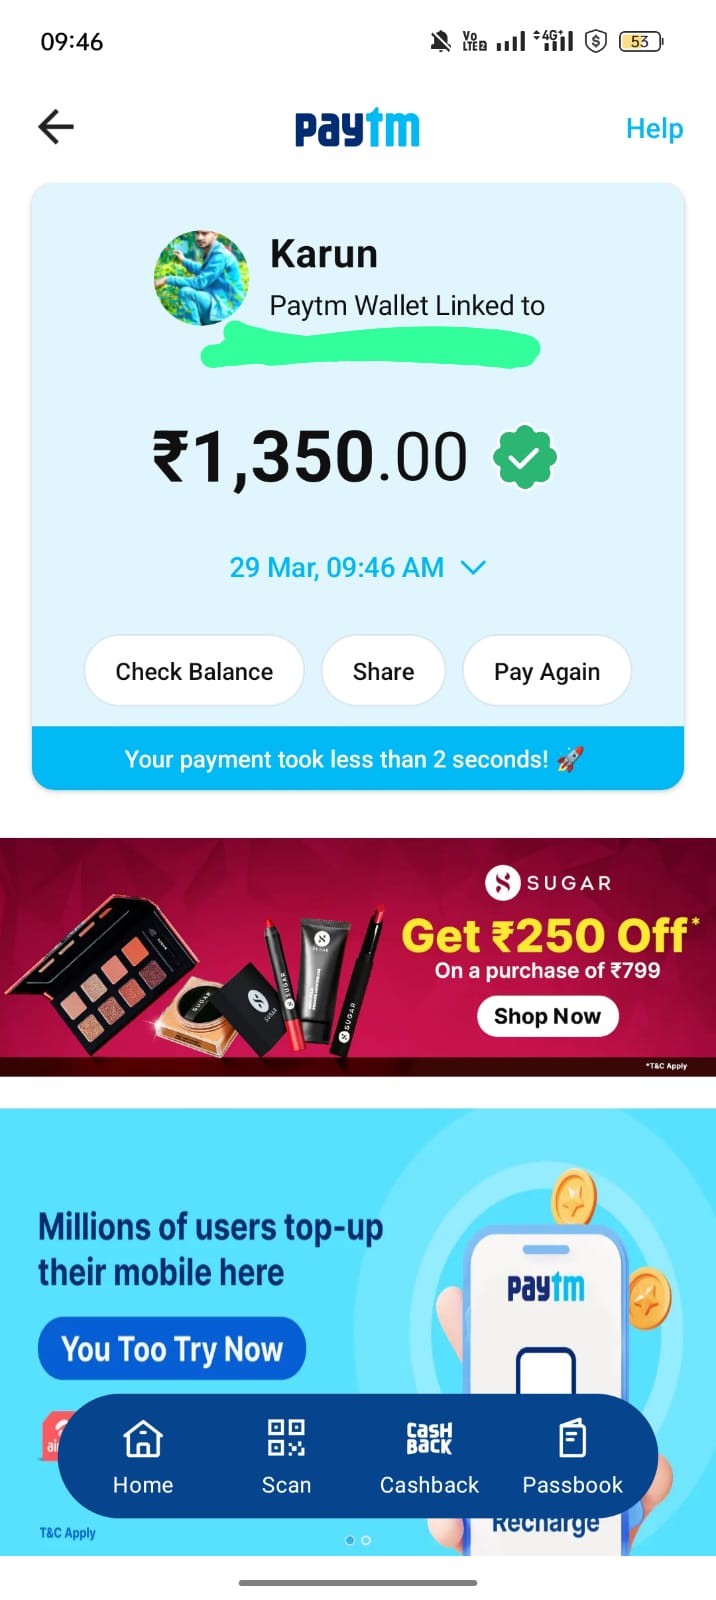 09:46
Vo
LTE2
4G+
53
paytm
Help
Karun
Paytm Wallet Linked to
₹1,350.00
29 Mar, 09:46 AM
Check Balance
Share
Pay Again
Your payment took less than 2 seconds! 🚀
SUGAR
Get ₹250 Off*
On a purchase of ₹799
Shop Now
*T&C Apply
Millions of users top-up
their mobile here
You Too Try Now
paytm
CASH
BACK
Home
Scan
Cashback
Passbook
Recharge
T&C Apply